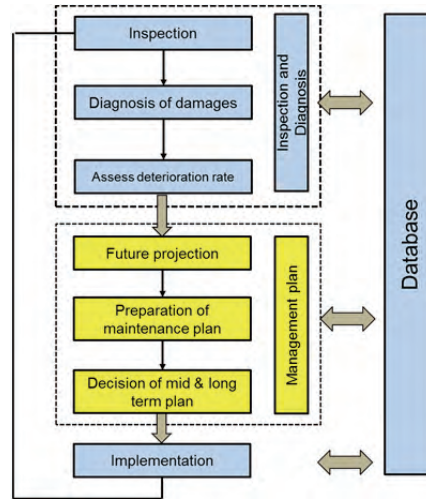 Inspection
Diagnosis of damages
Assess deterioration rate
Inspection and
Diagnosis
Future projection
Preparation of
maintenance plan
Decision of mid & long
term plan
Management plan
Implementation
Database